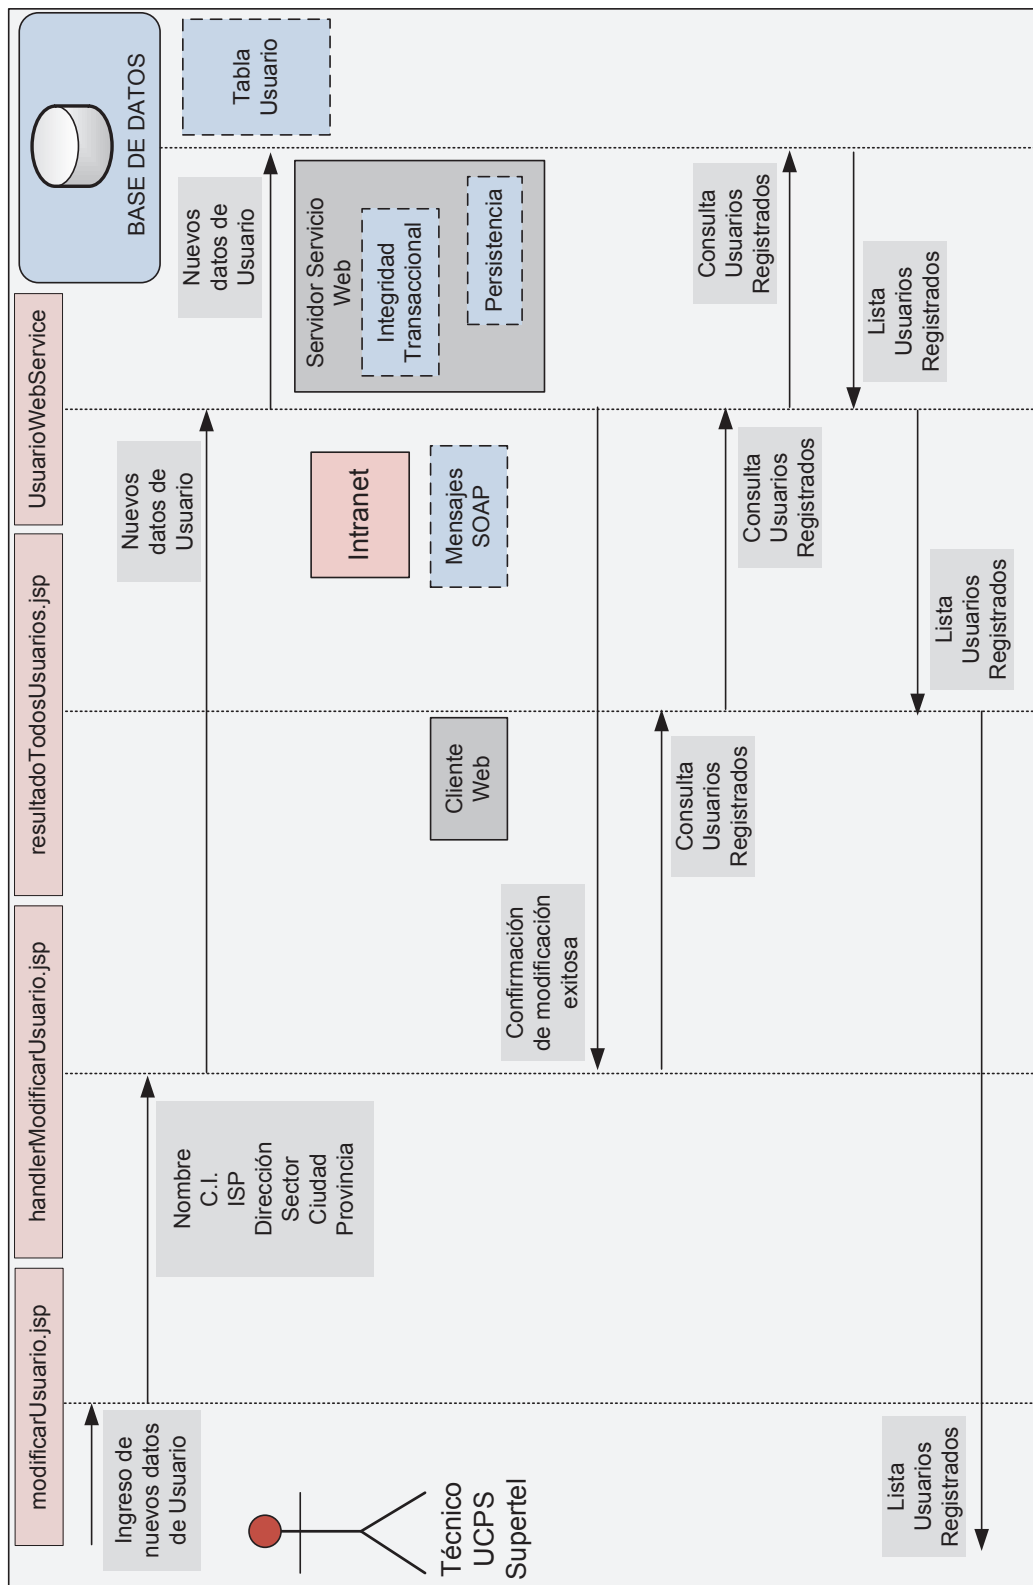 modificarUsuario.jsp
handlerModificarUsuario.jsp
resultadoTodosUsuarios.jsp
UsuarioWebService
BASE DE DATOS
Ingreso de
nuevos datos
de Usuario
Nombre
C.I.
ISP
Dirección
Sector
Ciudad
Provincia
Nuevos
datos de
Usuario
Nuevos
datos de
Usuario
Tabla
Usuario
Técnico
UCPS
Supertel
Cliente
Web
Intranet
Mensajes
SOAP
Servidor Servicio
Web
Integridad
Transaccional
Persistencia
Confirmación
de modificación
exitosa
Consulta
Usuarios
Registrados
Consulta
Usuarios
Registrados
Consulta
Usuarios
Registrados
Lista
Usuarios
Registrados
Lista
Usuarios
Registrados
Lista
Usuarios
Registrados